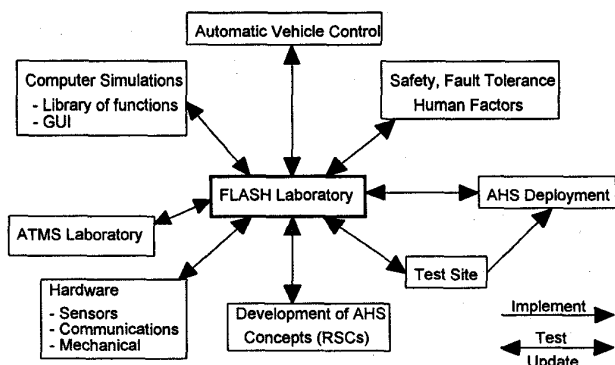 Automatic Vehicle Control
Computer Simulations
- Library of functions
- GUI
Safety, Fault Tolerance
Human Factors
FLASH Laboratory
AHS Deployment
ATMS Laboratory
Test Site
Hardware
- Sensors
- Communications
- Mechanical
Development of AHS
Concepts (RSCs)
Implement
Test
Update